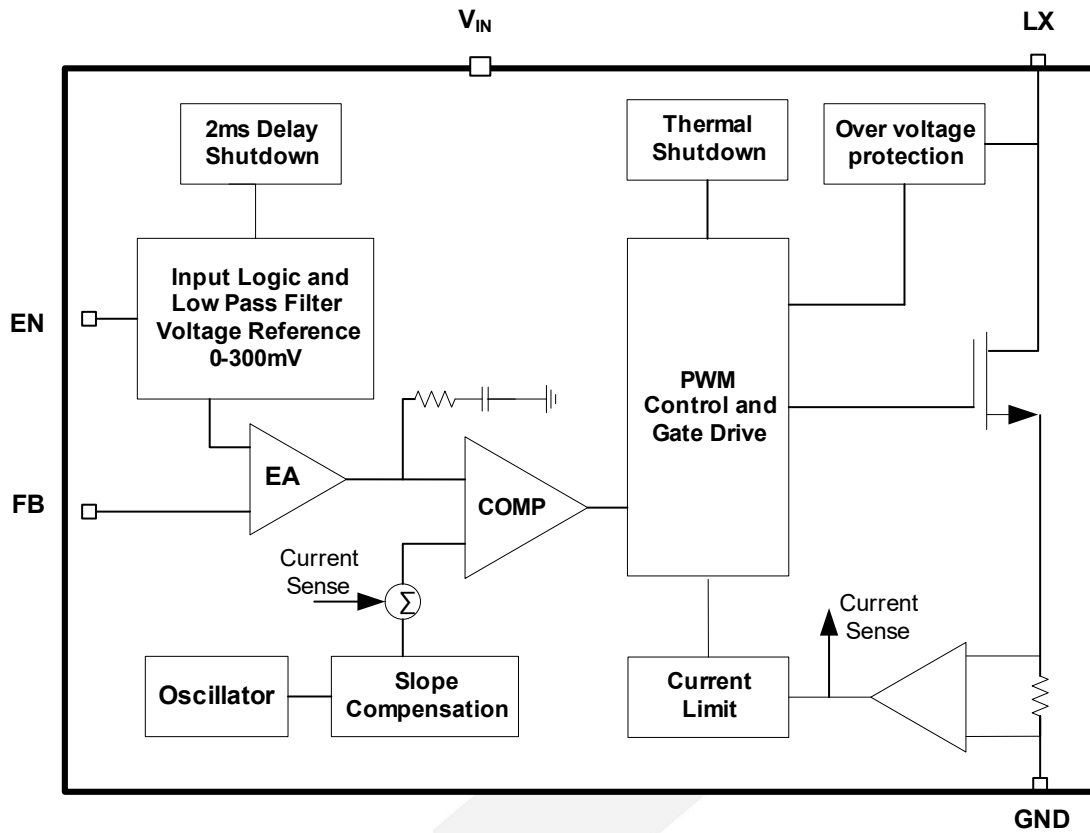 VIN
LX
2ms Delay
Shutdown
Thermal
Shutdown
Over voltage
protection
Input Logic and
Low Pass Filter
Voltage Reference
0-300mV
EN
PWM
Control and
Gate Drive
EA
COMP
FB
Current
Sense
Σ
Current
Sense
Oscillator
Slope
Compensation
Current
Limit
GND